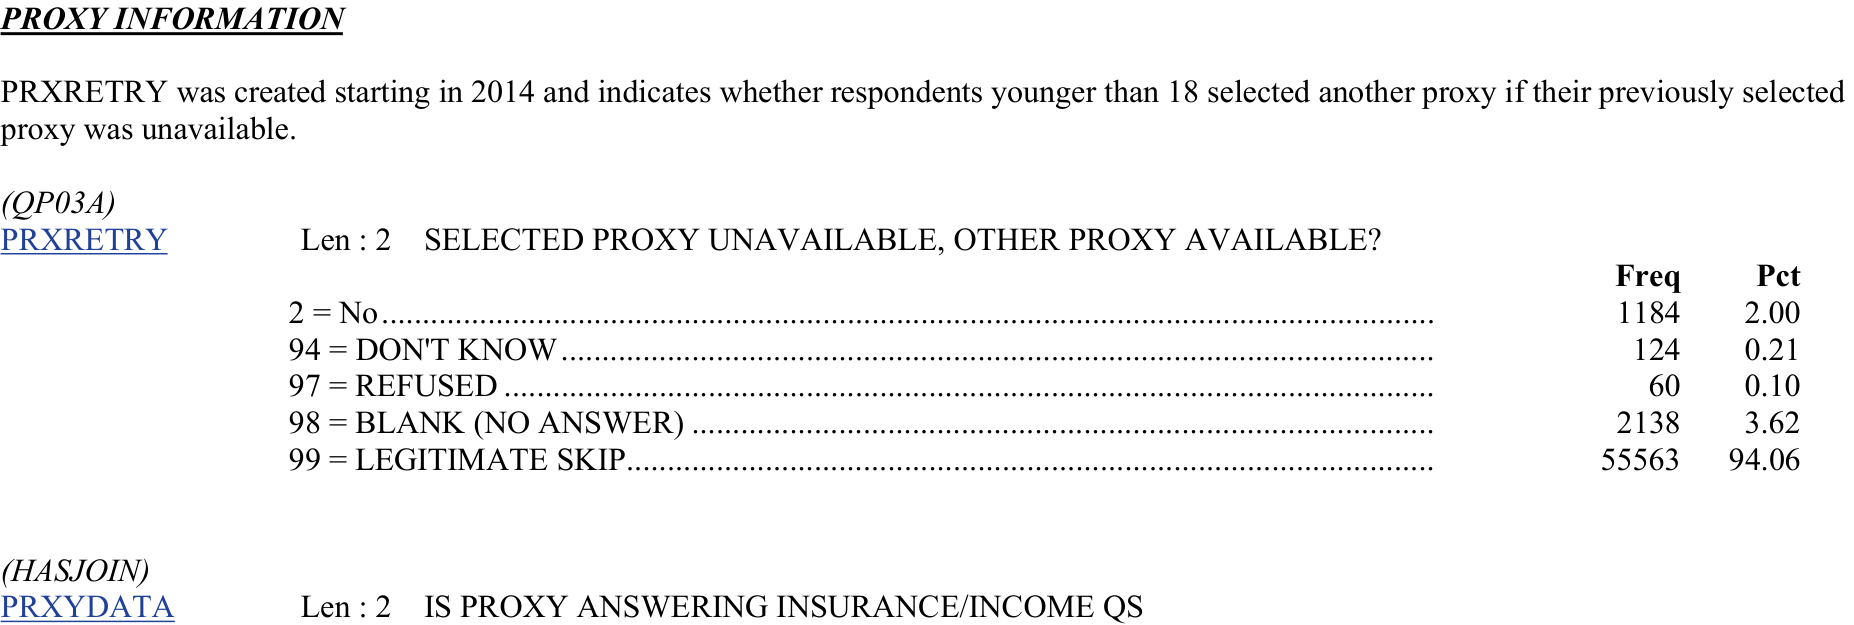 PROXY INFORMATION
PRXRETRY was created starting in 2014 and indicates whether respondents younger than 18 selected another proxy if their previously selected
proxy was unavailable.
(QP03A)
PRXRETRY Len : 2 SELECTED PROXY UNAVAILABLE, OTHER PROXY AVAILABLE?
Freq Pct
2 = No........................................................................................................................................ 1184 2.00
94 = DON'T KNOW.............................................................................................................. 124 0.21
97 = REFUSED..................................................................................................................... 60 0.10
98 = BLANK (NO ANSWER)............................................................................................. 2138 3.62
99 = LEGITIMATE SKIP..................................................................................................... 55563 94.06
(HASJOIN)
PRXYDATA Len : 2 IS PROXY ANSWERING INSURANCE/INCOME QS